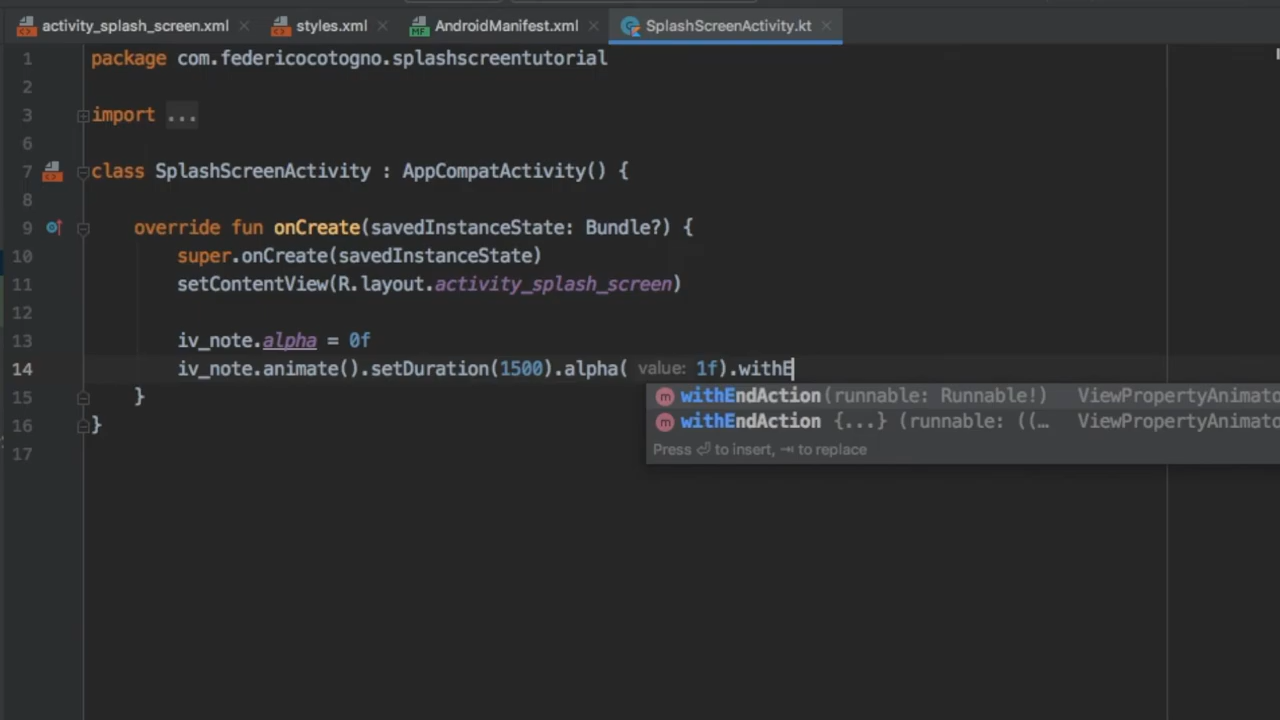 activity_splash_screen.xml styles.xml AndroidManifest.xml SplashScreenActivity.kt
1 package com.federicocotogno.splashscreentutorial
2
3 import ...
6
7 class SplashScreenActivity : AppCompatActivity() {
8
9 override fun onCreate(savedInstanceState: Bundle?) {
10 super.onCreate(savedInstanceState)
11 setContentView(R.layout.activity_splash_screen)
12
13 iv_note.alpha = 0f
14 iv_note.animate().setDuration(1500).alpha( value: 1f).withE
15 }
16 }
17
m withEndAction(runnable: Runnable!) ViewPropertyAnimato
m withEndAction {...} (runnable: ((… ViewPropertyAnimato
Press ⏎ to insert, ⇥ to replace